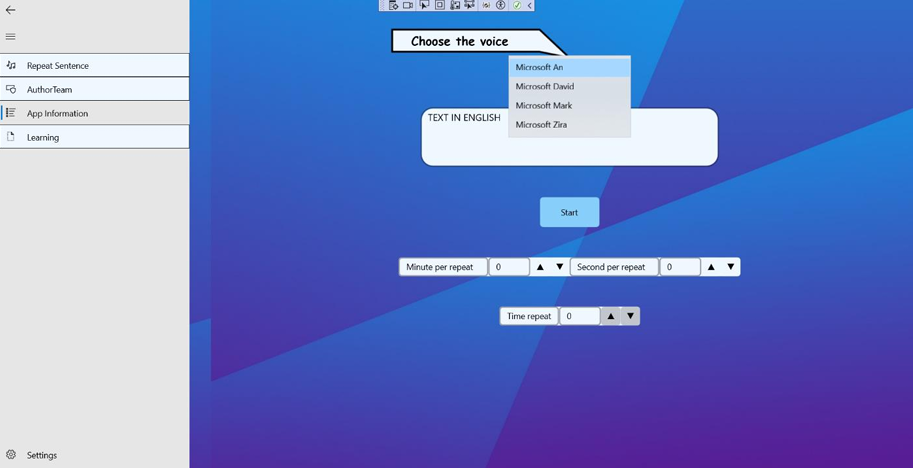 Choose the voice
Repeat Sentence
AuthorTeam
App Information
Learning
Microsoft An
Microsoft David
Microsoft Mark
Microsoft Zira
TEXT IN ENGLISH
Start
Minute per repeat 0 Second per repeat 0
Time repeat 0
Settings